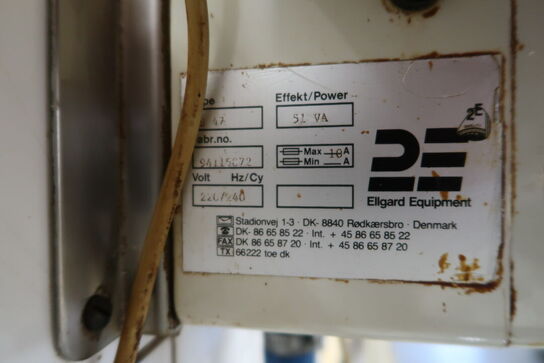 Effekt/Power
47
51 VA
abr.no.
94115072
Max 10 A
Min A
Volt Hz/Cy
220/240
Ellgard Equipment
Stadionvej 1-3 · DK- 8840 Rødkærsbro · Denmark
DK- 86 65 85 22 · Int. + 45 86 65 85 22
FAX DK 86 65 87 20 · Int. + 45 86 65 87 20
TX 66222 toe dk